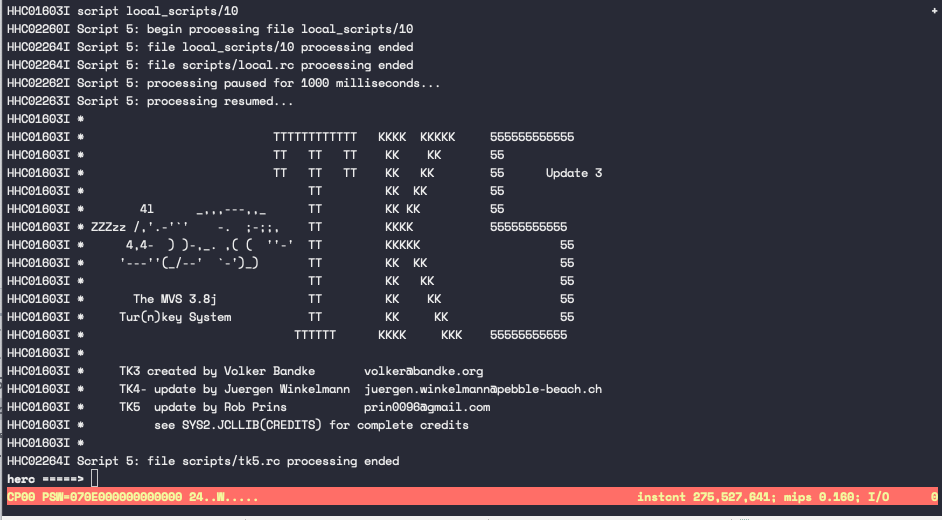 HHC01603I script local_scripts/10 +
HHC02260I Script 5: begin processing file local_scripts/10
HHC02264I Script 5: file local_scripts/10 processing ended
HHC02264I Script 5: file scripts/local.rc processing ended
HHC02262I Script 5: processing paused for 1000 milliseconds...
HHC02263I Script 5: processing resumed...
HHC01603I *
HHC01603I *                           TTTTTTTTTTTT   KKKK  KKKKK     555555555555
HHC01603I *                           TT   TT   TT    KK    KK       55
HHC01603I *                           TT   TT   TT    KK   KK        55      Update 3
HHC01603I *                                TT         KK  KK         55
HHC01603I *        4l      _,,,---,,_      TT         KK KK          55
HHC01603I * ZZZzz /,'.-'`'    -.  ;-;;,    TT         KKKK           55555555555
HHC01603I *      4,4-  ) )-,_. ,( (  ''-'  TT         KKKKK                    55
HHC01603I *     '---''(_/--'  `-')_)       TT         KK  KK                   55
HHC01603I *                                TT         KK   KK                  55
HHC01603I *       The MVS 3.8j             TT         KK    KK                 55
HHC01603I *     Tur(n)key System           TT         KK     KK                55
HHC01603I *                              TTTTTT      KKKK     KKK    55555555555
HHC01603I *
HHC01603I *     TK3 created by Volker Bandke       volker@bandke.org
HHC01603I *     TK4- update by Juergen Winkelmann  juergen.winkelmann@pebble-beach.ch
HHC01603I *     TK5  update by Rob Prins           prin0096@gmail.com
HHC01603I *          see SYS2.JCLLIB(CREDITS) for complete credits
HHC01603I *
HHC02264I Script 5: file scripts/tk5.rc processing ended
herc =====>
CP00 PSW=070E000000000000 24..W..... instcnt 275,527,641; mips 0.160; I/O 0